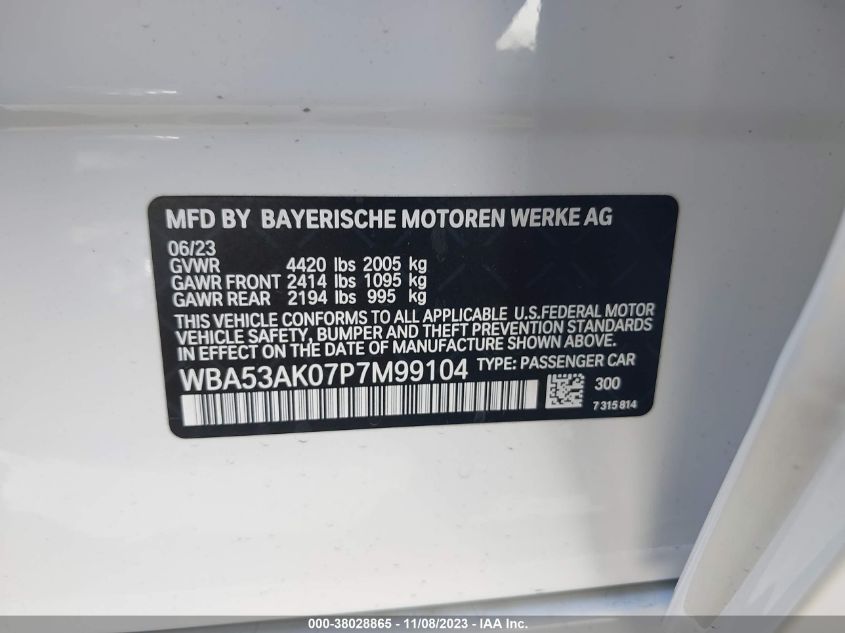 MFD BY BAYERISCHE MOTOREN WERKE AG
06/23
GVWR 4420 lbs 2005 kg
GAWR FRONT 2414 lbs 1095 kg
GAWR REAR 2194 lbs 995 kg
THIS VEHICLE CONFORMS TO ALL APPLICABLE U.S.FEDERAL MOTOR
VEHICLE SAFETY, BUMPER AND THEFT PREVENTION STANDARDS
IN EFFECT ON THE DATE OF MANUFACTURE SHOWN ABOVE.
WBA53AK07P7M99104 TYPE: PASSENGER CAR
300
7 315 814
000-38028865 - 11/08/2023 - IAA Inc.